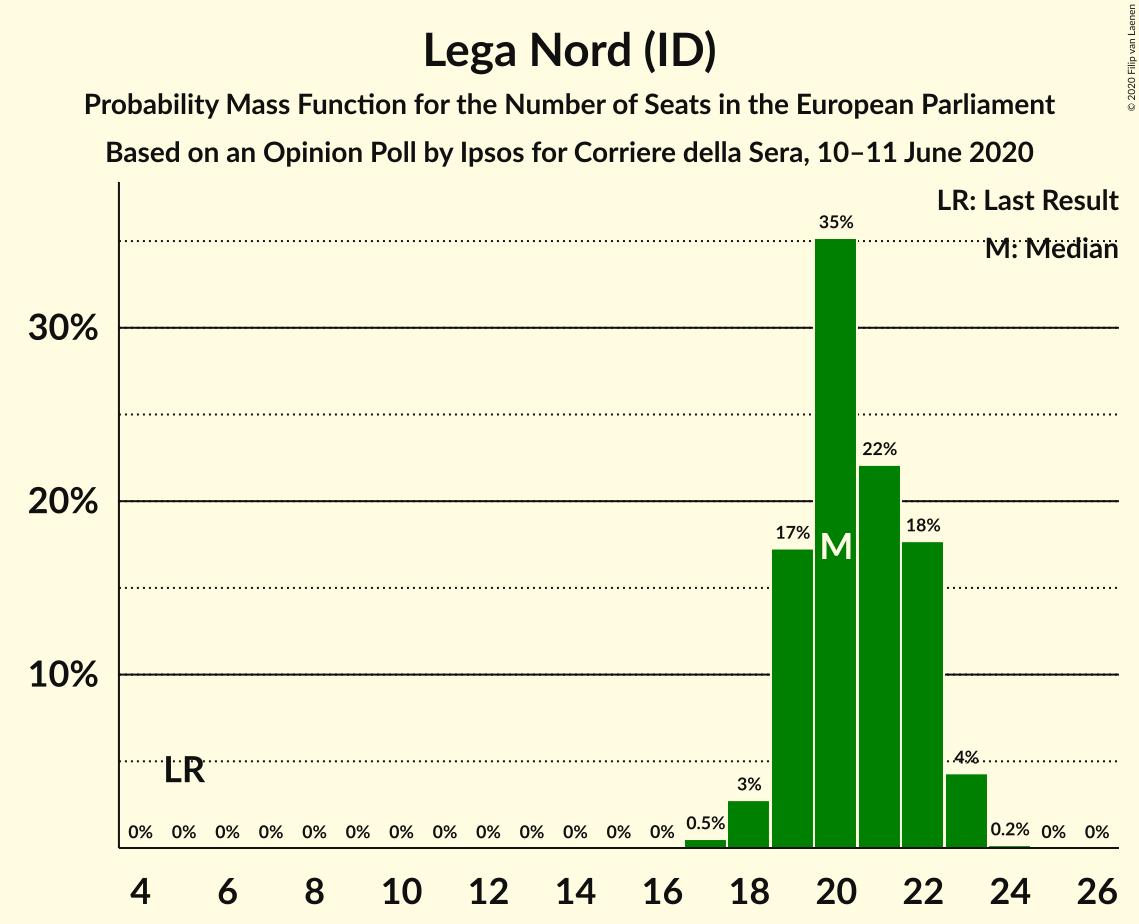 Lega Nord (ID)
Probability Mass Function for the Number of Seats in the European Parliament
Based on an Opinion Poll by Ipsos for Corriere della Sera, 10–11 June 2020
© 2020 Filip van Laenen
LR: Last Result
M: Median
35%
30%
22%
20%
18%
17%
M
10%
LR
4%
3%
0% 0% 0% 0% 0% 0% 0% 0% 0% 0% 0% 0% 0% 0.5% 0.2% 0% 0%
4 6 8 10 12 14 16 18 20 22 24 26